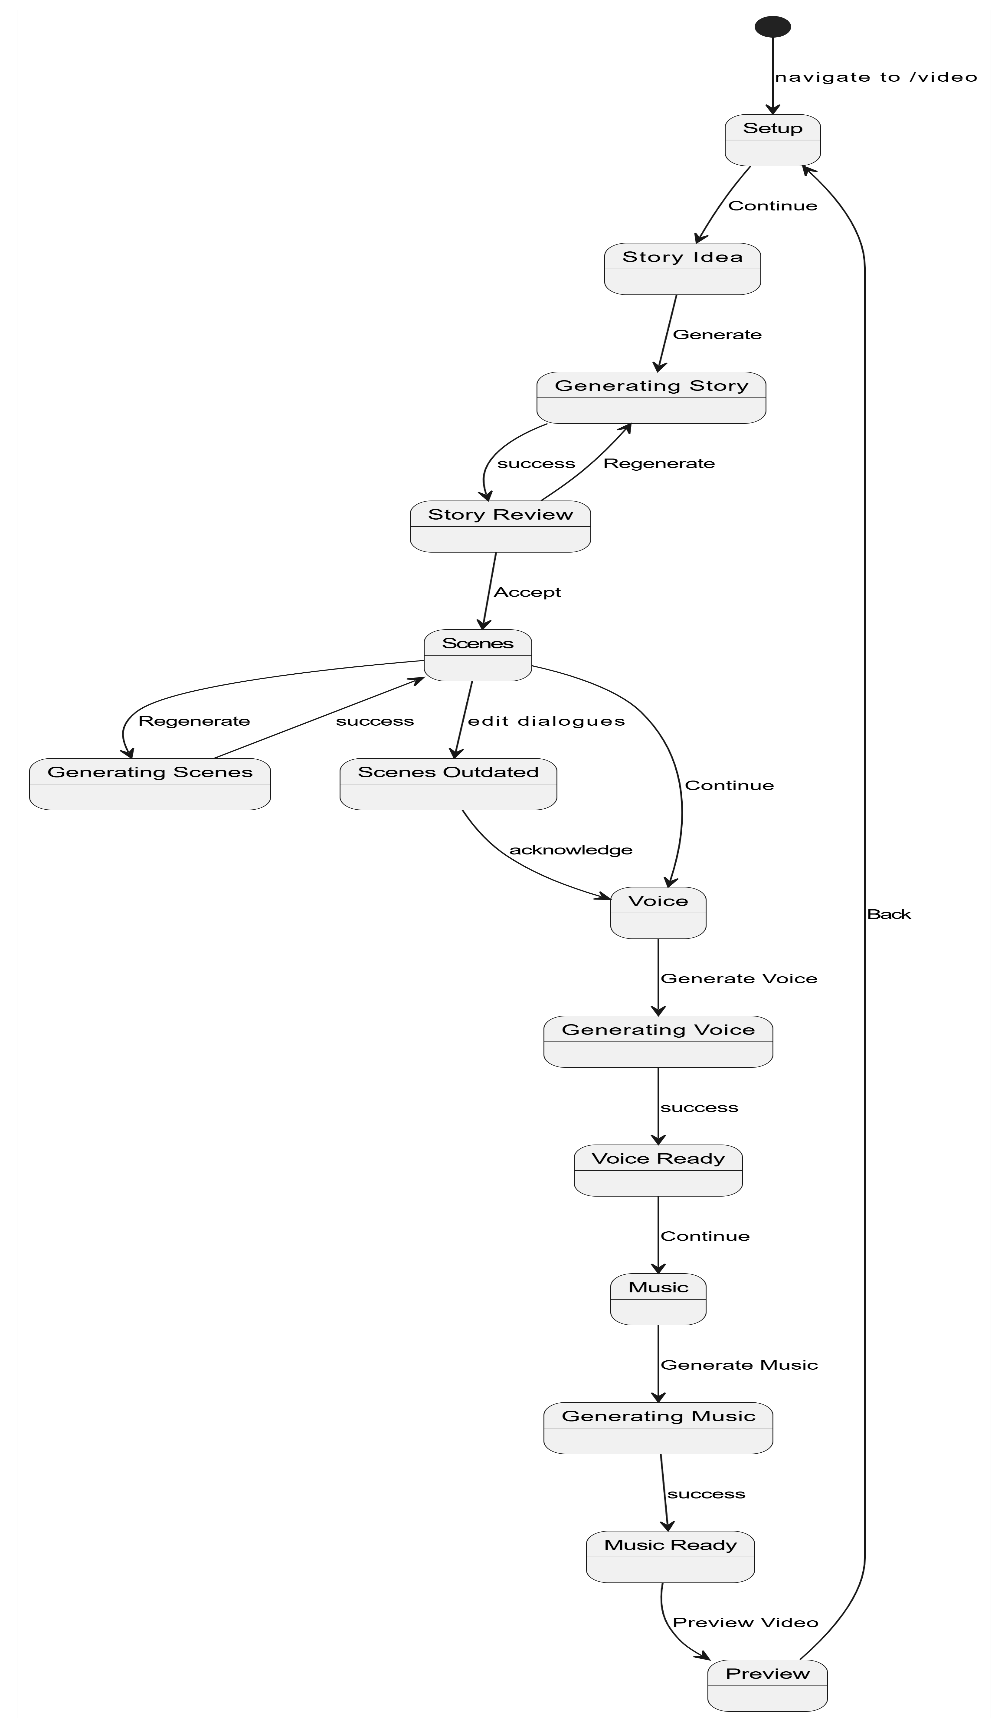 navigate to /video
Setup
Continue
Story Idea
Generate
Generating Story
success
Regenerate
Story Review
Accept
Scenes
Regenerate
success
edit dialogues
Continue
Generating Scenes
Scenes Outdated
acknowledge
Voice
Back
Generate Voice
Generating Voice
success
Voice Ready
Continue
Music
Generate Music
Generating Music
success
Music Ready
Preview Video
Preview